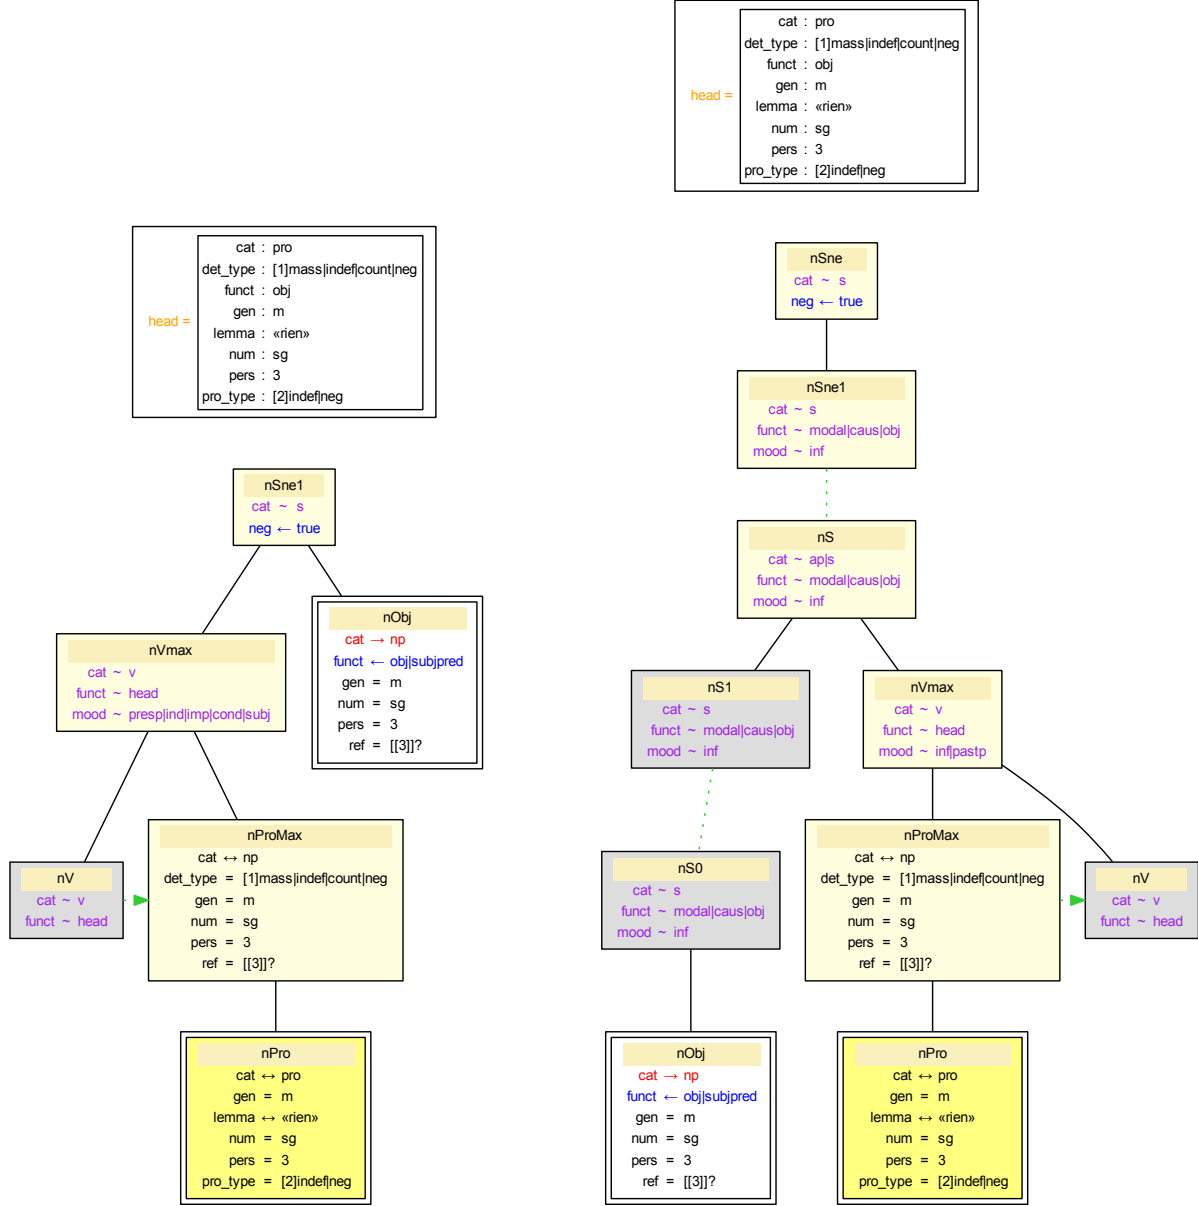 head =
cat : pro
det_type : [1]mass|indef|count|neg
funct : obj
gen : m
lemma : «rien»
num : sg
pers : 3
pro_type : [2]indef|neg
nSne1
cat ~ s
neg ← true
nVmax
cat ~ v
funct ~ head
mood ~ presp|ind|imp|cond|subj
nObj
cat → np
funct ← obj|subjpred
gen = m
num = sg
pers = 3
ref = [[3]]?
nV
cat ~ v
funct ~ head
nProMax
cat ↔ np
det_type = [1]mass|indef|count|neg
gen = m
num = sg
pers = 3
ref = [[3]]?
nPro
cat ↔ pro
gen = m
lemma ↔ «rien»
num = sg
pers = 3
pro_type = [2]indef|neg
head =
cat : pro
det_type : [1]mass|indef|count|neg
funct : obj
gen : m
lemma : «rien»
num : sg
pers : 3
pro_type : [2]indef|neg
nSne
cat ~ s
neg ← true
nSne1
cat ~ s
funct ~ modal|caus|obj
mood ~ inf
nS
cat ~ ap|s
funct ~ modal|caus|obj
mood ~ inf
nS1
cat ~ s
funct ~ modal|caus|obj
mood ~ inf
nVmax
cat ~ v
funct ~ head
mood ~ inf|pastp
nS0
cat ~ s
funct ~ modal|caus|obj
mood ~ inf
nProMax
cat ↔ np
det_type = [1]mass|indef|count|neg
gen = m
num = sg
pers = 3
ref = [[3]]?
nV
cat ~ v
funct ~ head
nObj
cat → np
funct ← obj|subjpred
gen = m
num = sg
pers = 3
ref = [[3]]?
nPro
cat ↔ pro
gen = m
lemma ↔ «rien»
num = sg
pers = 3
pro_type = [2]indef|neg